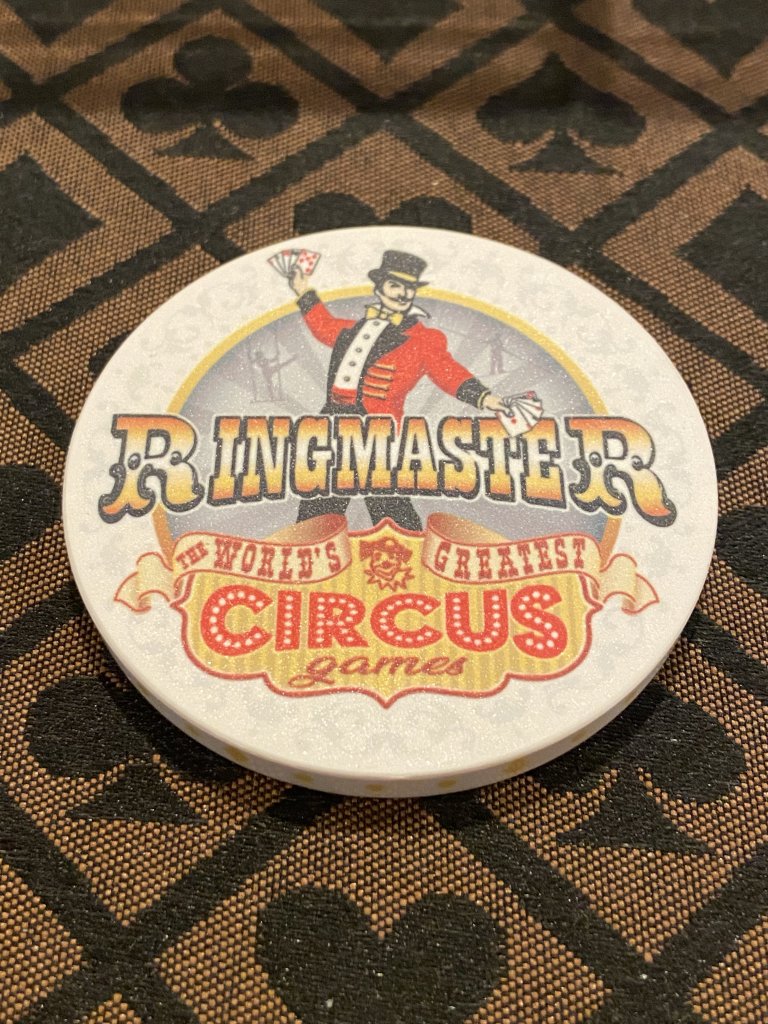 RINGMASTER
THE WORLD'S GREATEST
CIRCUS
games